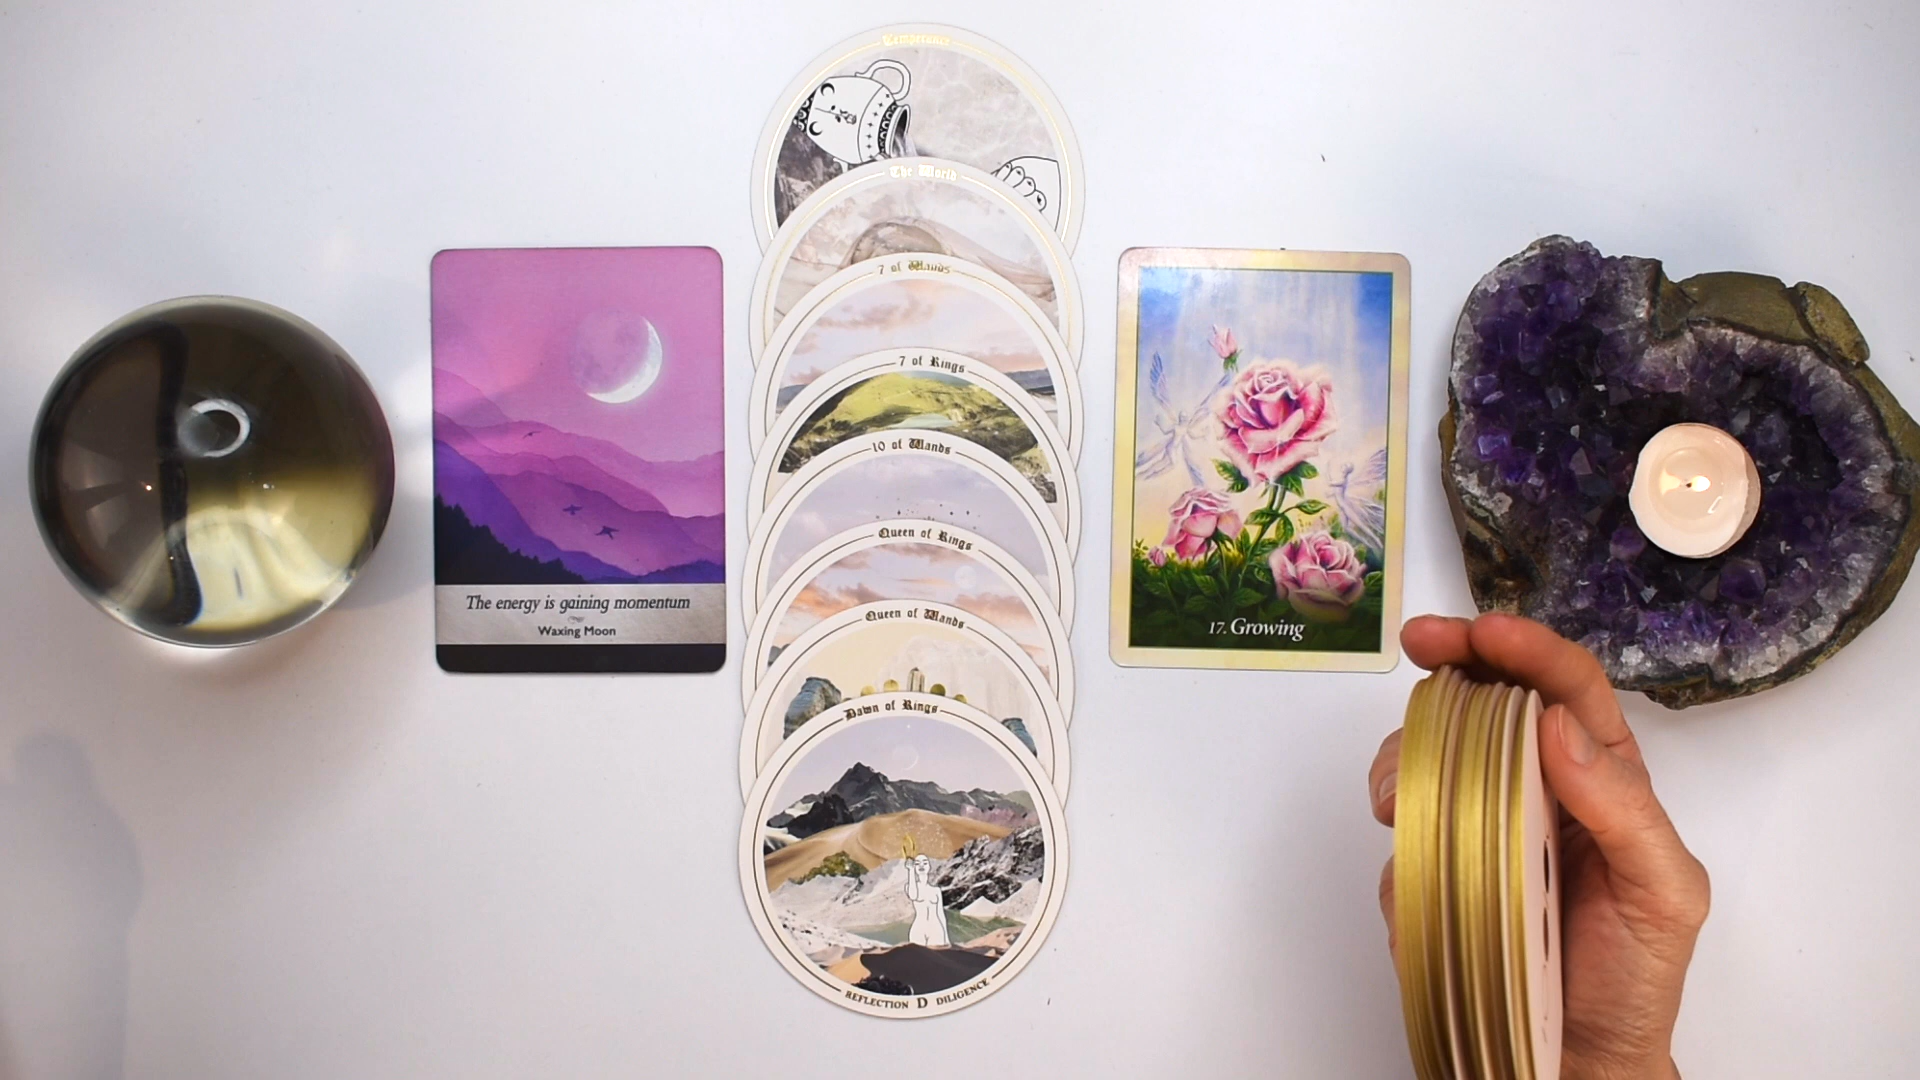 The energy is gaining momentum
Waxing Moon
Temperance
The World
7 of Wands
7 of Rings
10 of Wands
Queen of Rings
Queen of Wands
Dawn of Rings
REFLECTION D DILIGENCE
17. Growing